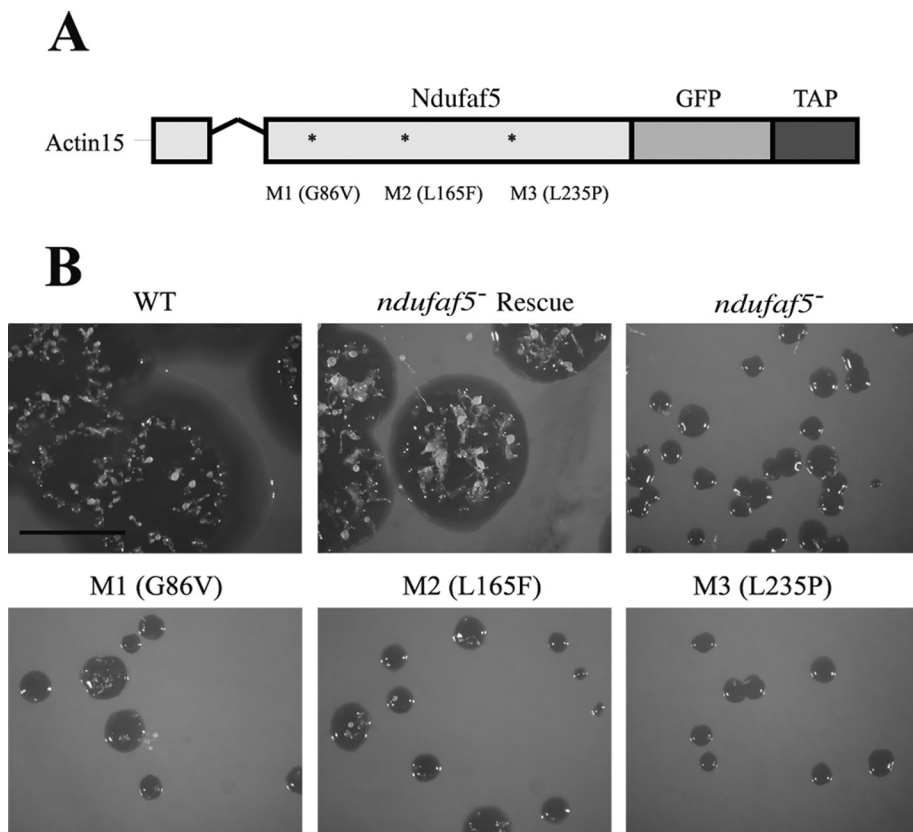 A
Ndufaf5 GFP TAP
Actin15
* * *
M1 (G86V) M2 (L165F) M3 (L235P)
B
WT ndufaf5⁻ Rescue ndufaf5⁻
M1 (G86V) M2 (L165F) M3 (L235P)